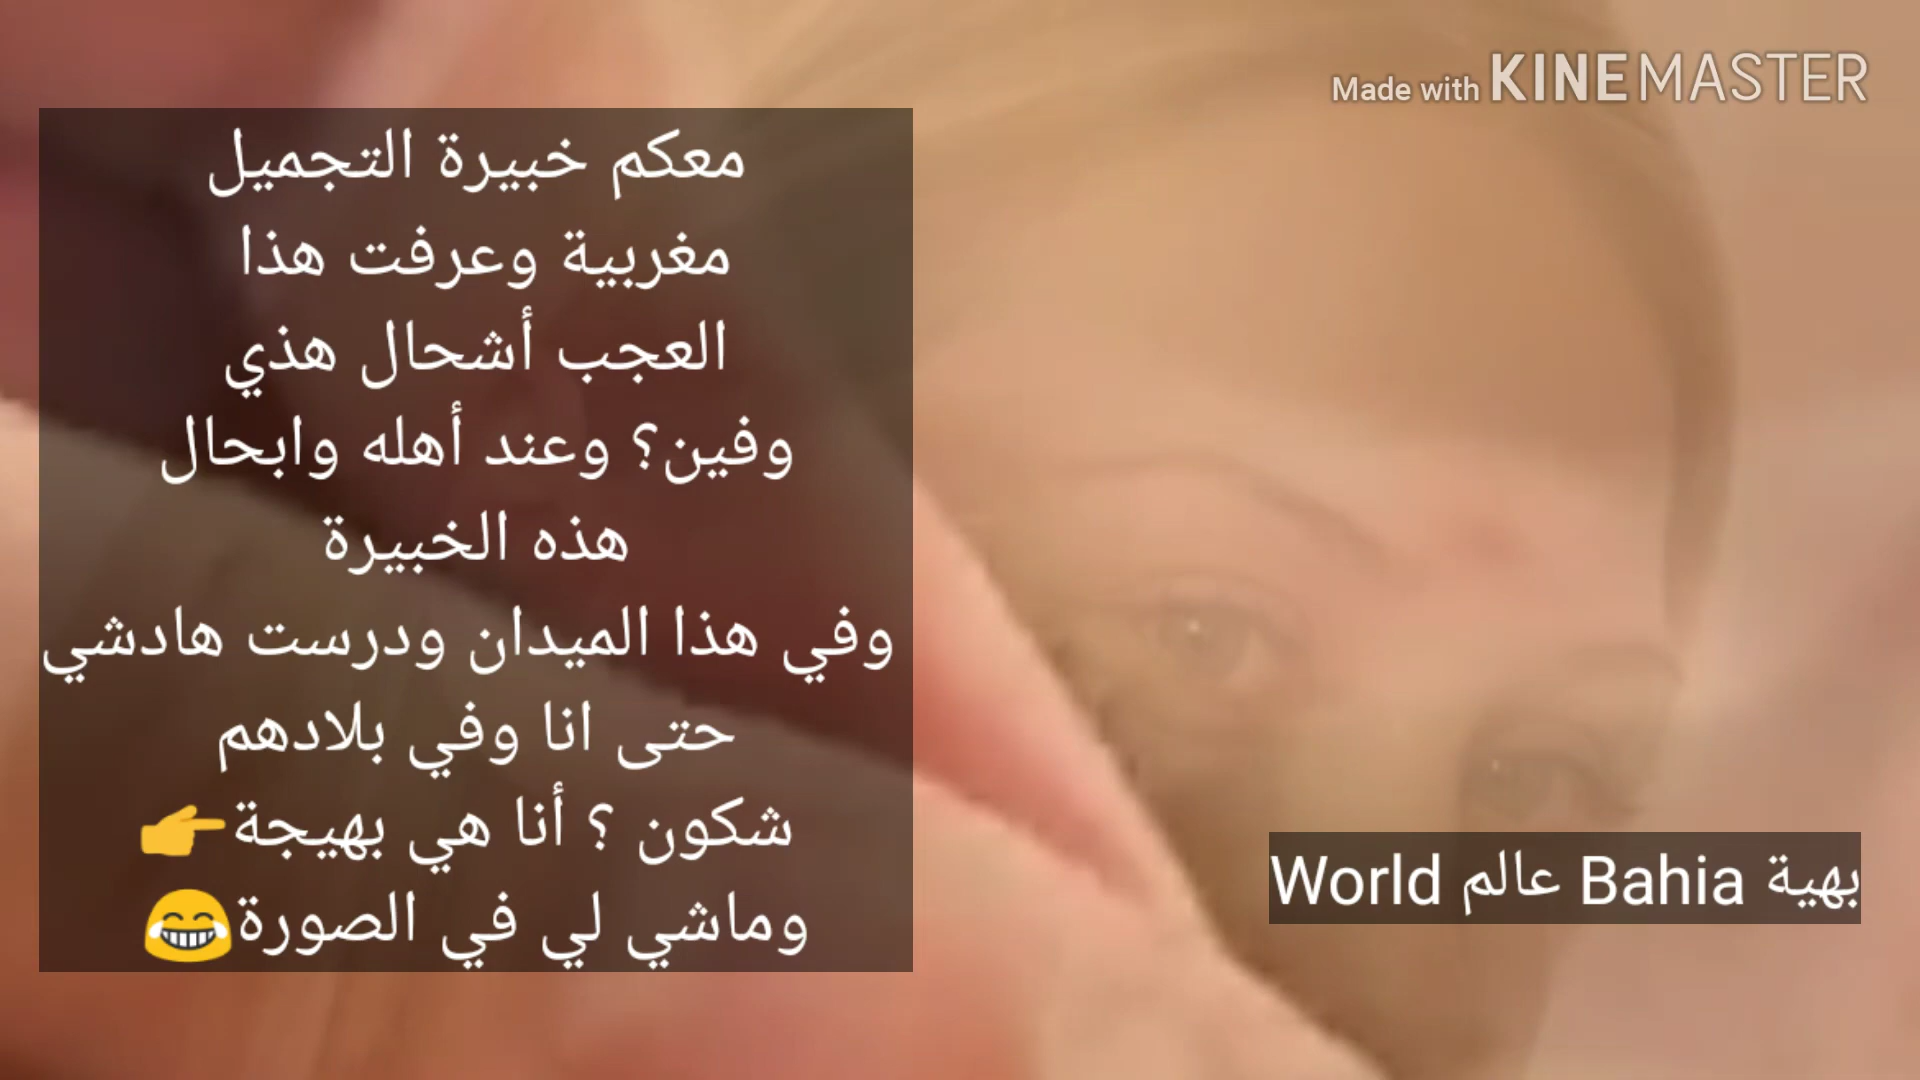 Made with KINEMASTER
معكم خبيرة التجميل
مغربية وعرفت هذا
العجب أشحال هذي
وفين؟ وعند أهله وابحال
هذه الخبيرة
وفي هذا الميدان ودرست هادشي
حتى انا وفي بلادهم
شكون ؟ أنا هي بهيجة👉
وماشي لي في الصورة😂
بهية Bahia عالم World